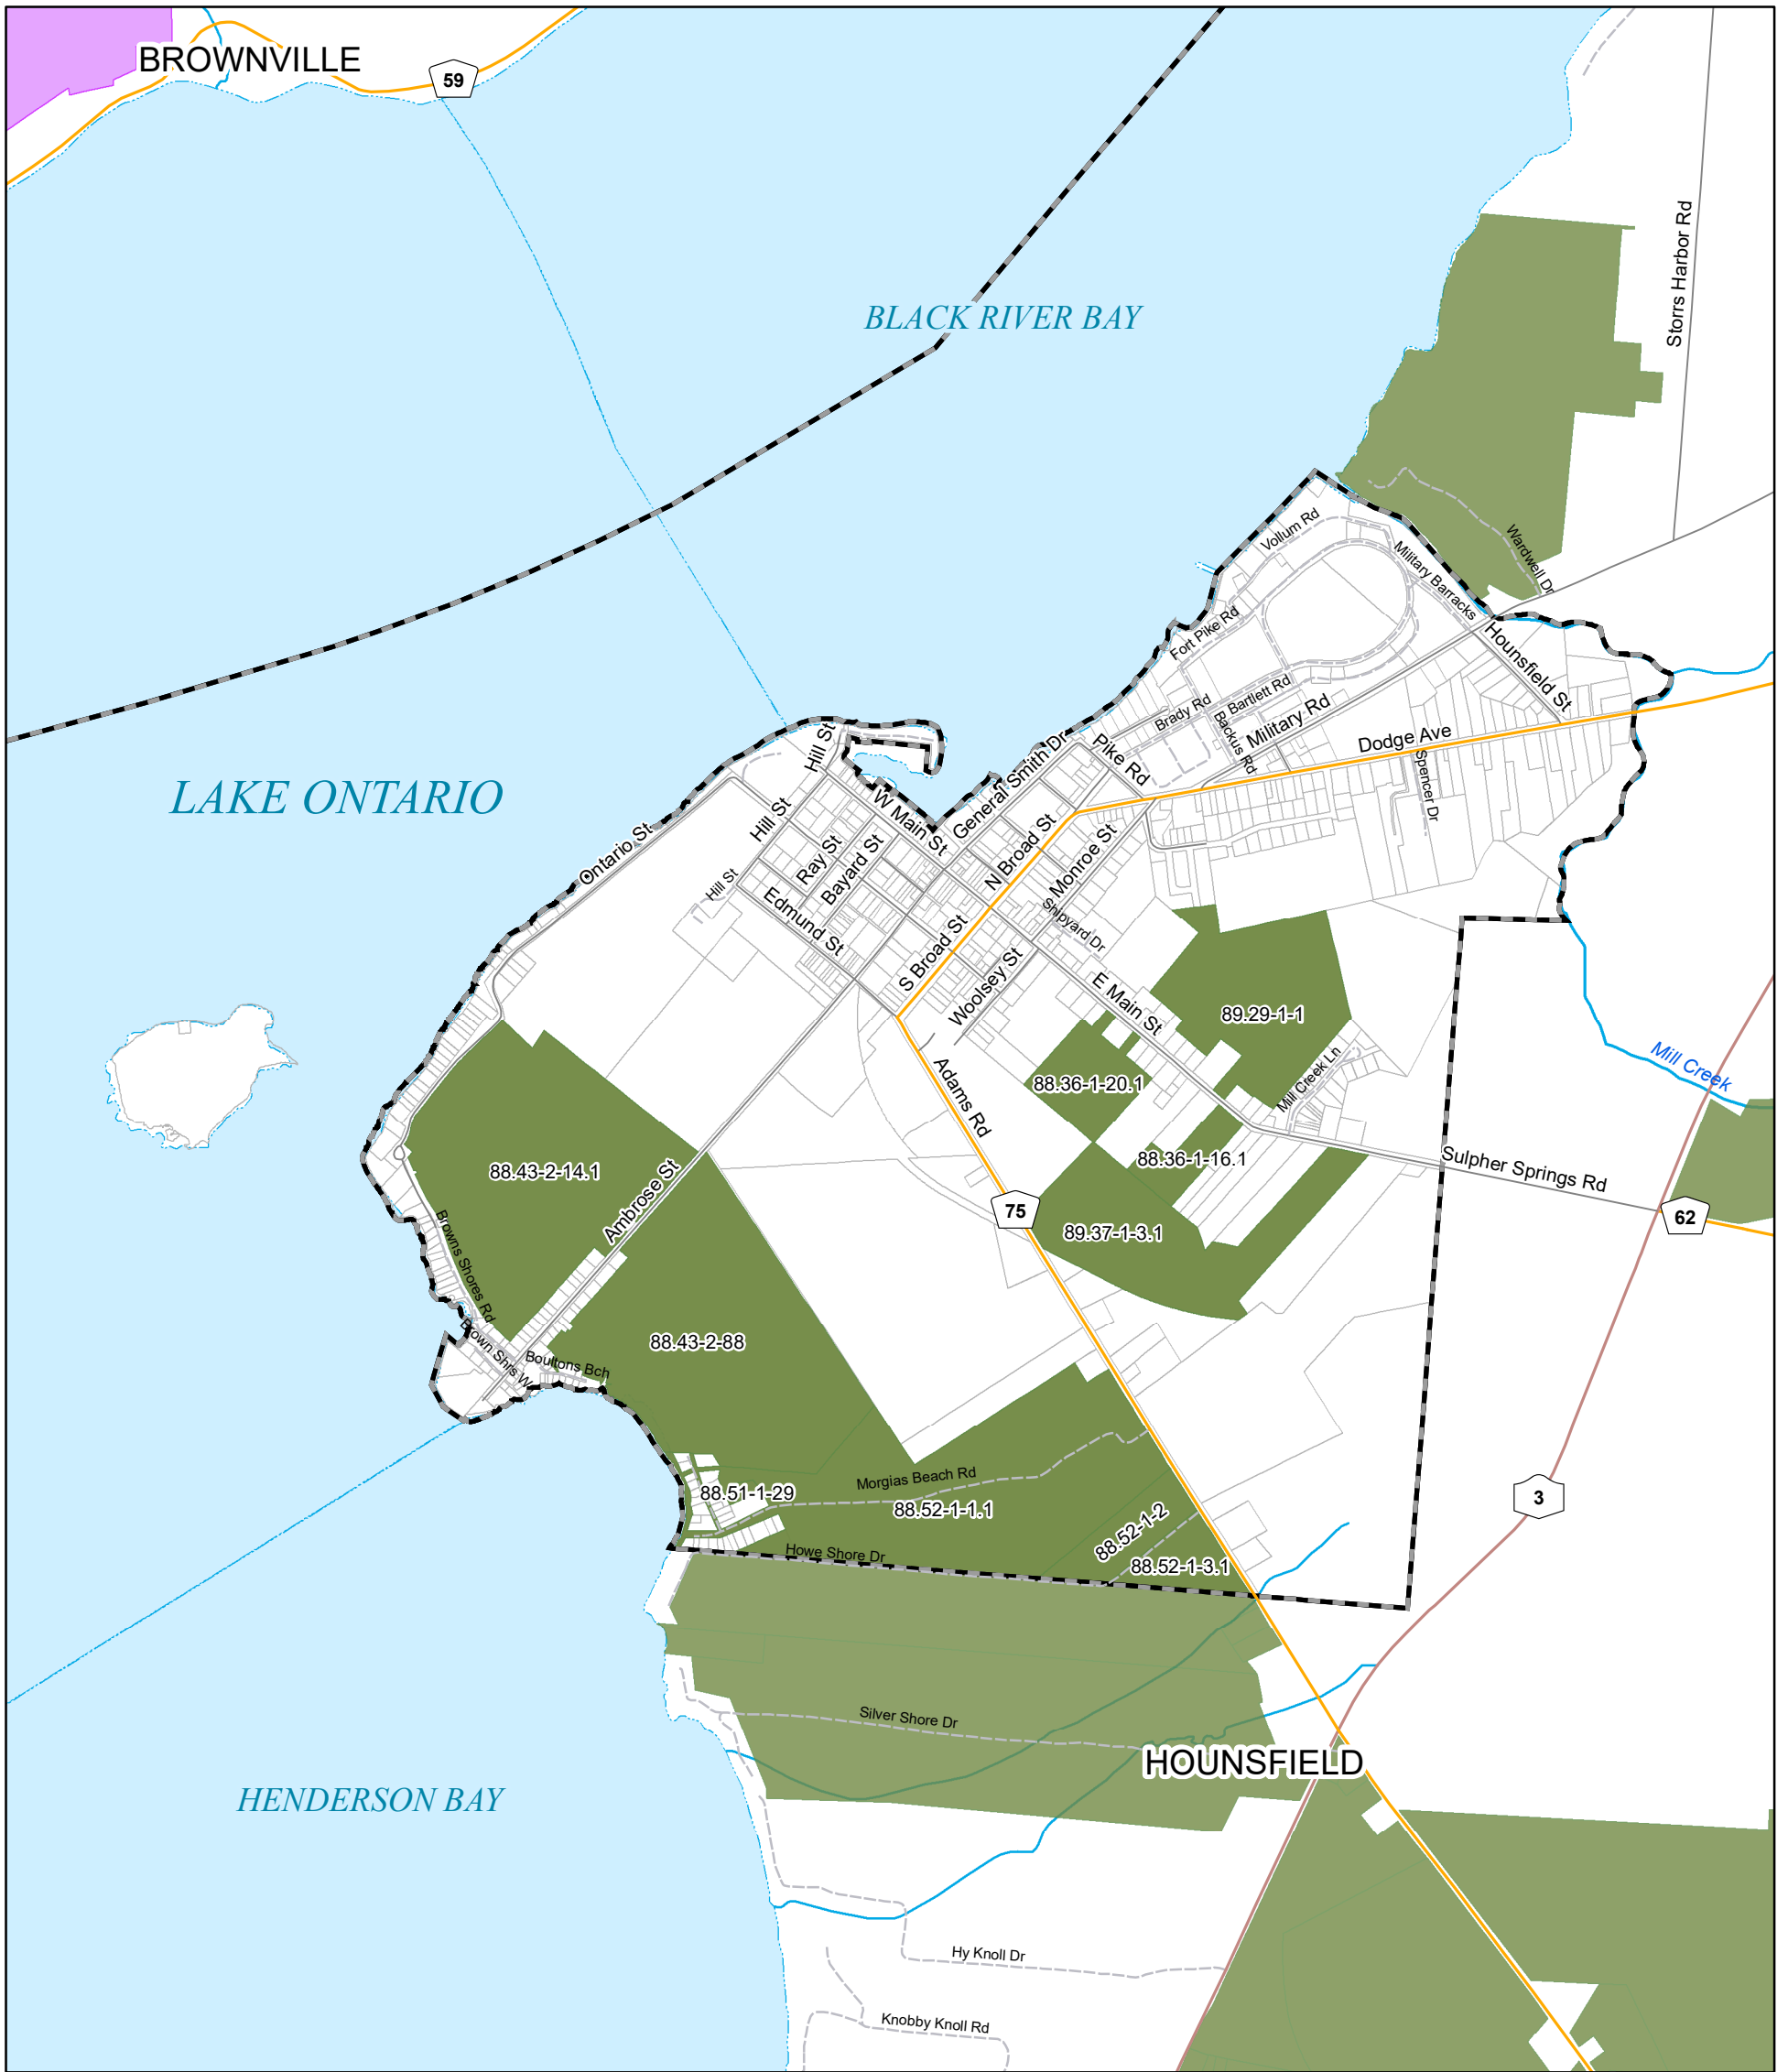 BROWNVILLE
59
BLACK RIVER BAY
Storrs Harbor Rd
Vollum Rd
Wardwell Dr
Military Barracks
Fort Pike Rd
Hounsfield St
Bartlett Rd
Brady Rd
Backus Rd
Military Rd
Dodge Ave
Spencer Dr
Pike Rd
General Smith Dr
Hill St
LAKE ONTARIO
W Main St
Hill St
Ontario St
Ray St
Bayard St
N Broad St
Monroe St
Hill St
Edmund St
Shipyard Dr
S Broad St
Woolsey St
E Main St
89.29-1-1
Mill Creek
Mill Creek Ln
88.36-1-20.1
Adams Rd
88.36-1-16.1
Sulpher Springs Rd
88.43-2-14.1
Ambrose St
75
62
89.37-1-3.1
Browns Shores Rd
88.43-2-88
Brown Shrs W
Boultons Bch
88.51-1-29
Morgias Beach Rd
88.52-1-1.1
3
88.52-1-2
Howe Shore Dr
88.52-1-3.1
Silver Shore Dr
HOUNSFIELD
HENDERSON BAY
Hy Knoll Dr
Knobby Knoll Rd